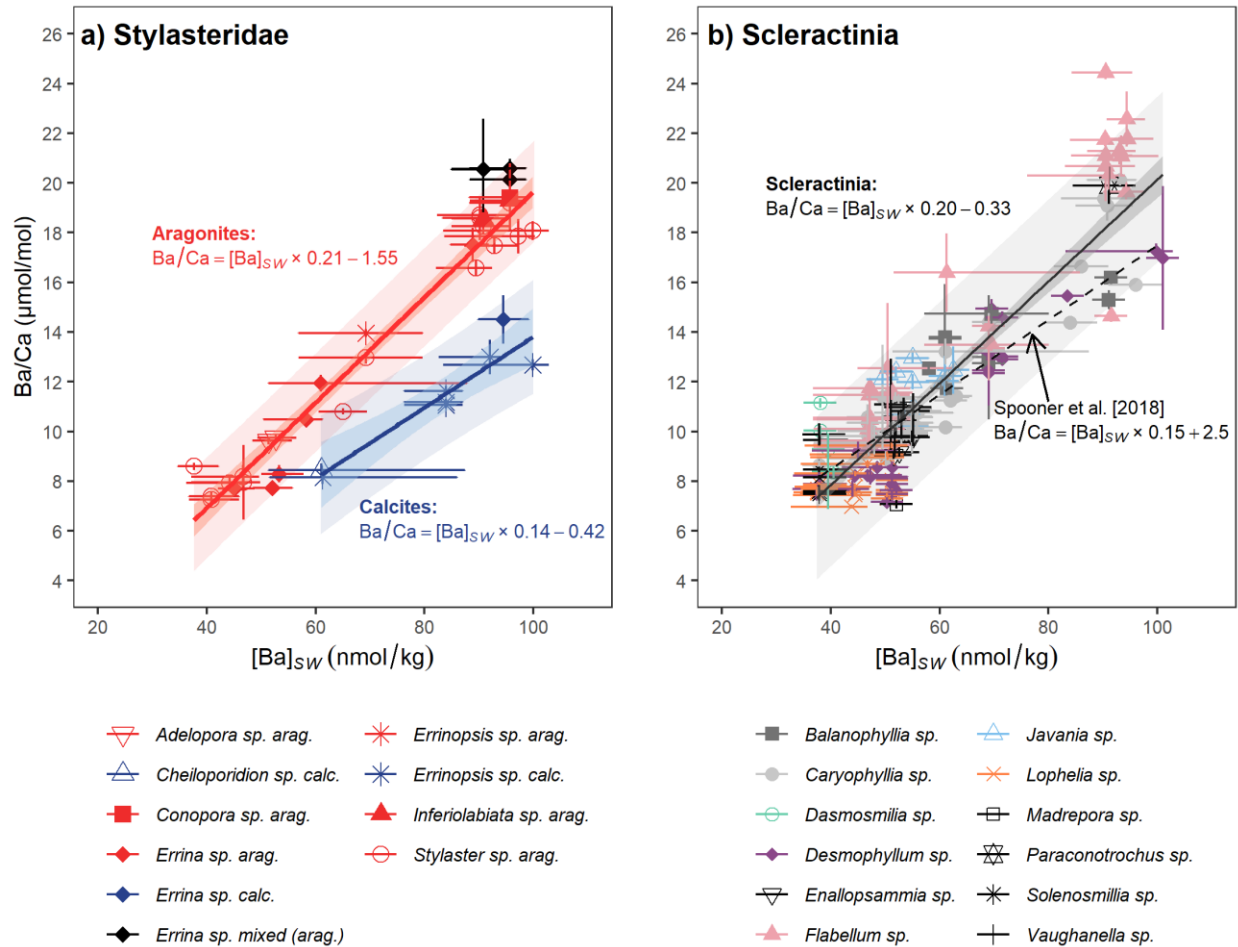 a) Stylasteridae
26
24
22
20
18
16
14
12
10
8
6
4
Ba/Ca (μmol/mol)
Aragonites:
Ba/Ca = [Ba]SW × 0.21 − 1.55
Calcites:
Ba/Ca = [Ba]SW × 0.14 − 0.42
20 40 60 80 100
[Ba]SW (nmol/kg)
b) Scleractinia
26
24
22
20
18
16
14
12
10
8
6
4
Scleractinia:
Ba/Ca = [Ba]SW × 0.20 − 0.33
Spooner et al. [2018]
Ba/Ca = [Ba]SW × 0.15 + 2.5
20 40 60 80 100
[Ba]SW (nmol/kg)
Adelopora sp. arag.
Cheiloporidion sp. calc.
Conopora sp. arag.
Errina sp. arag.
Errina sp. calc.
Errina sp. mixed (arag.)
Errinopsis sp. arag.
Errinopsis sp. calc.
Inferiolabiata sp. arag.
Stylaster sp. arag.
Balanophyllia sp.
Caryophyllia sp.
Dasmosmilia sp.
Desmophyllum sp.
Enallopsammia sp.
Flabellum sp.
Javania sp.
Lophelia sp.
Madrepora sp.
Paraconotrochus sp.
Solenosmillia sp.
Vaughanella sp.